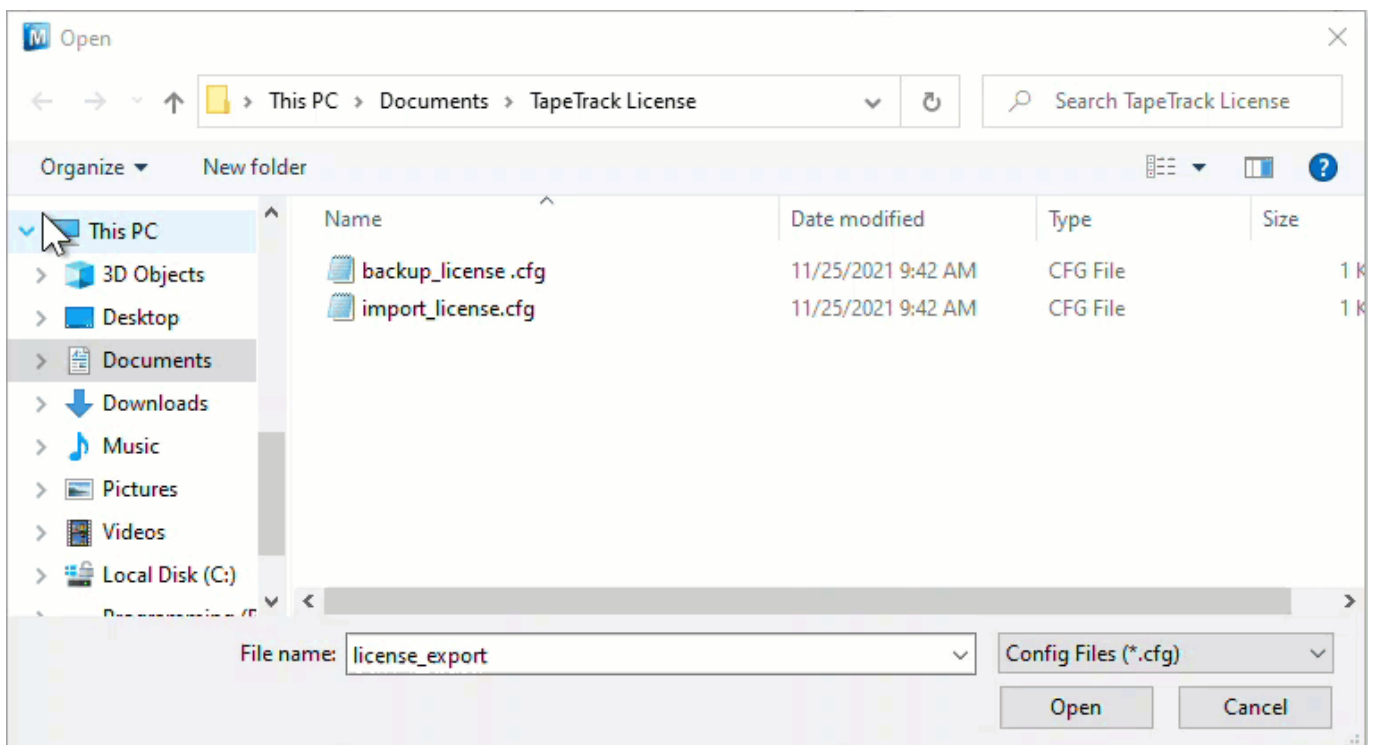 Open
This PC > Documents > TapeTrack License
Search TapeTrack License
Organize
New folder
Name
Date modified
Type
Size
This PC
3D Objects
Desktop
Documents
Downloads
Music
Pictures
Videos
Local Disk (C:)
backup_license .cfg 11/25/2021 9:42 AM CFG File 1 K
import_license.cfg 11/25/2021 9:42 AM CFG File 1 K
File name: license_export
Config Files (*.cfg)
Open
Cancel